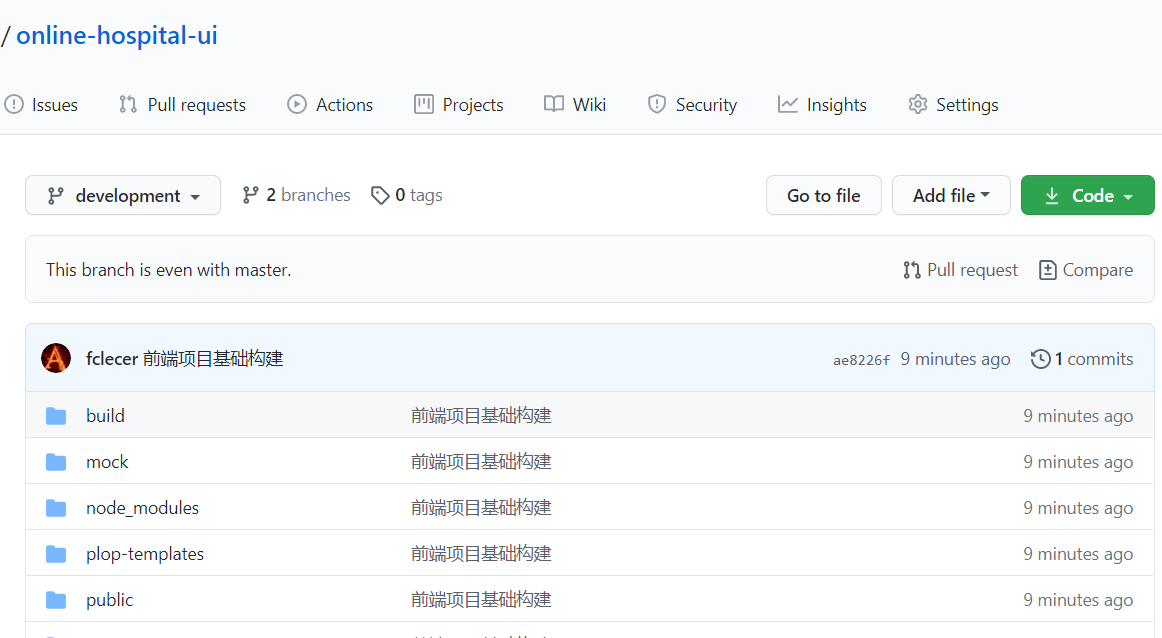 / online-hospital-ui
Issues Pull requests Actions Projects Wiki Security Insights Settings
development 2 branches 0 tags Go to file Add file Code
This branch is even with master. Pull request Compare
fclecer 前端项目基础构建 ae8226f 9 minutes ago 1 commits
build 前端项目基础构建 9 minutes ago
mock 前端项目基础构建 9 minutes ago
node_modules 前端项目基础构建 9 minutes ago
plop-templates 前端项目基础构建 9 minutes ago
public 前端项目基础构建 9 minutes ago